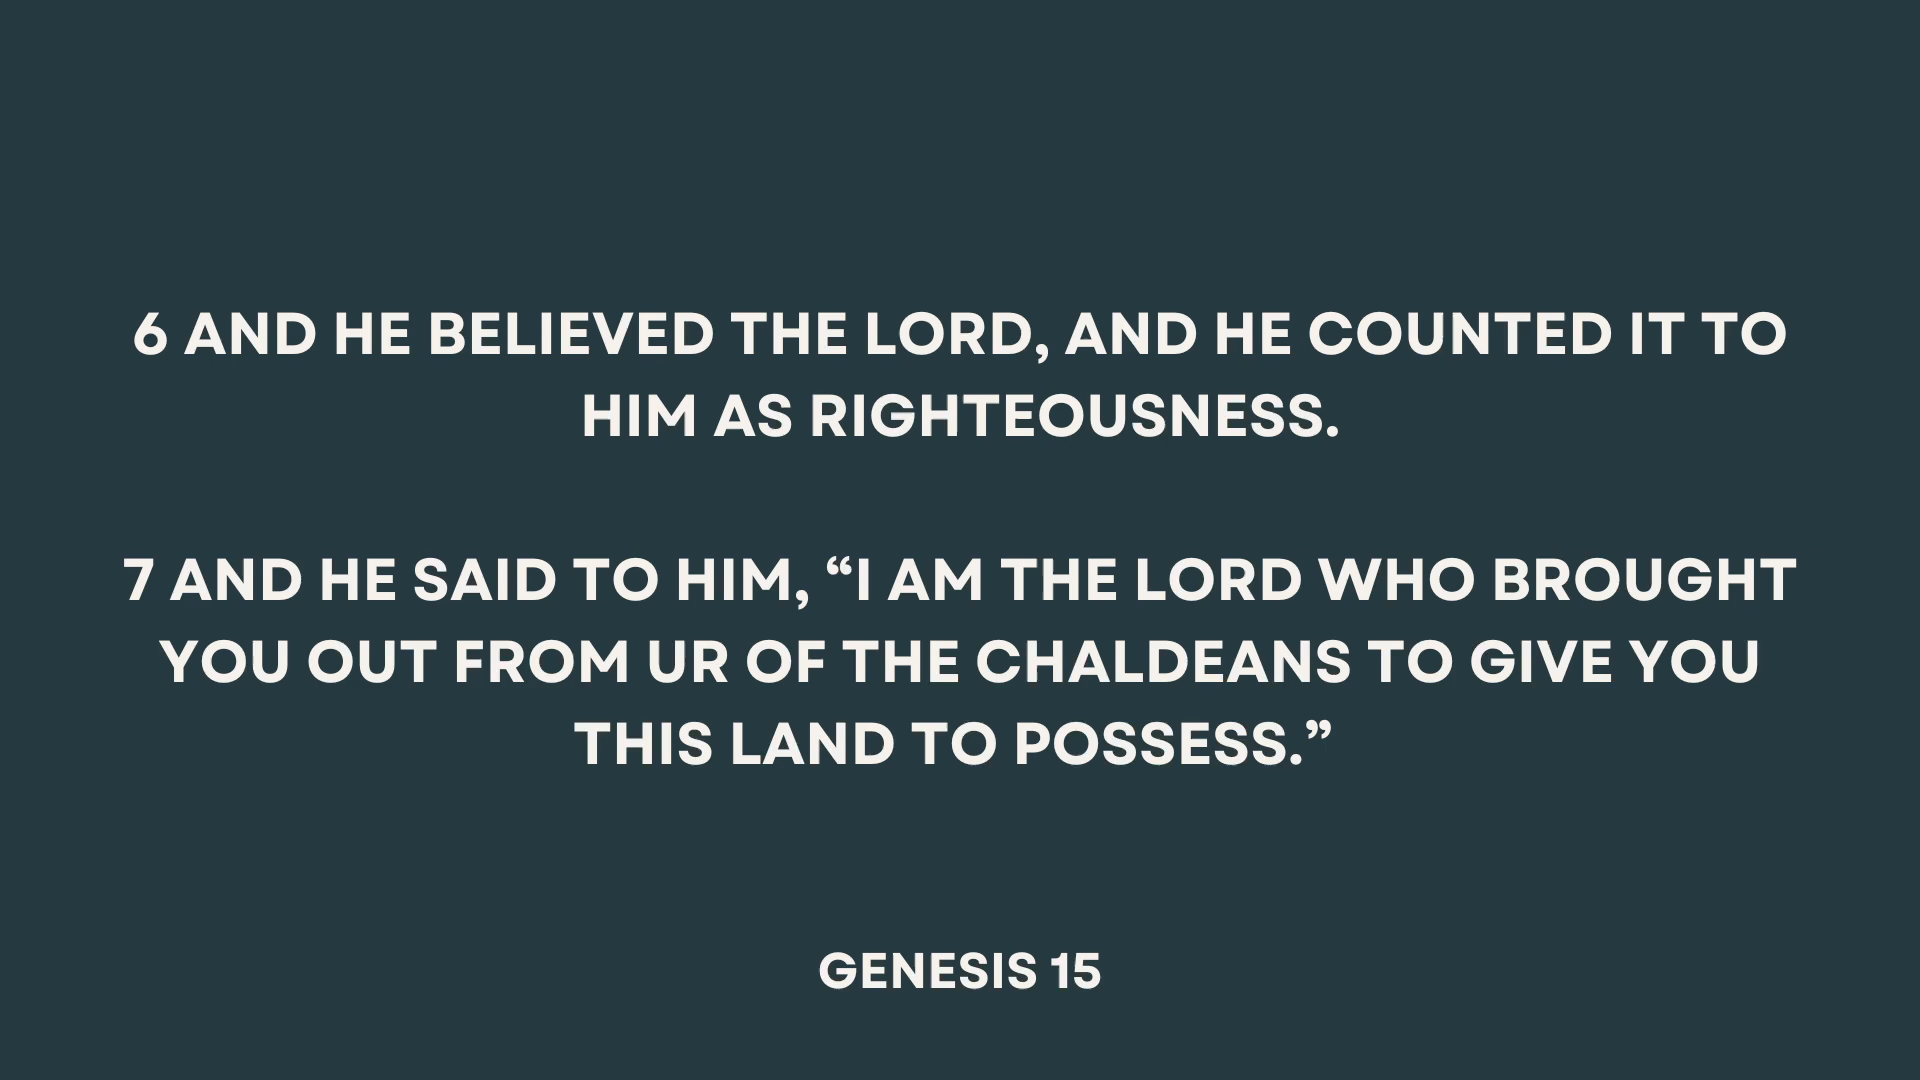 6 AND HE BELIEVED THE LORD, AND HE COUNTED IT TO
HIM AS RIGHTEOUSNESS.
7 AND HE SAID TO HIM, “I AM THE LORD WHO BROUGHT
YOU OUT FROM UR OF THE CHALDEANS TO GIVE YOU
THIS LAND TO POSSESS.”
GENESIS 15